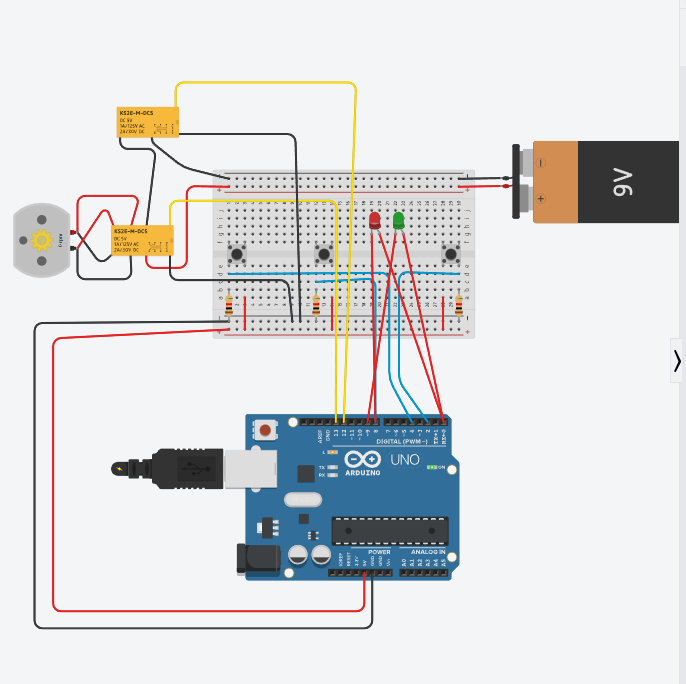 KS2E-M-DC5
DC 5V
1A/125V AC
2A/30V DC
KS2E-M-DC5
DC 5V
1A/125V AC
2A/30V DC
9V
-
+
- -
+ +
a b c d e
f g h i j
AREF
GND
13
12
~11
~10
~9
8
7
~6
~5
4
~3
2
TX→1
RX←0
DIGITAL (PWM~)
L
TX
RX
ARDUINO
UNO
ON
POWER
ANALOG IN
IOREF
RESET
3.3V
5V
GND
GND
Vin
A0
A1
A2
A3
A4
A5